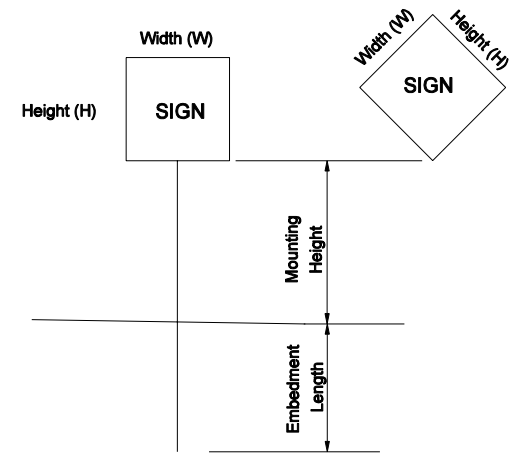 Width (W)
Height (H)
SIGN
Width (W)
Height (H)
SIGN
Mounting
Height
Embedment
Length